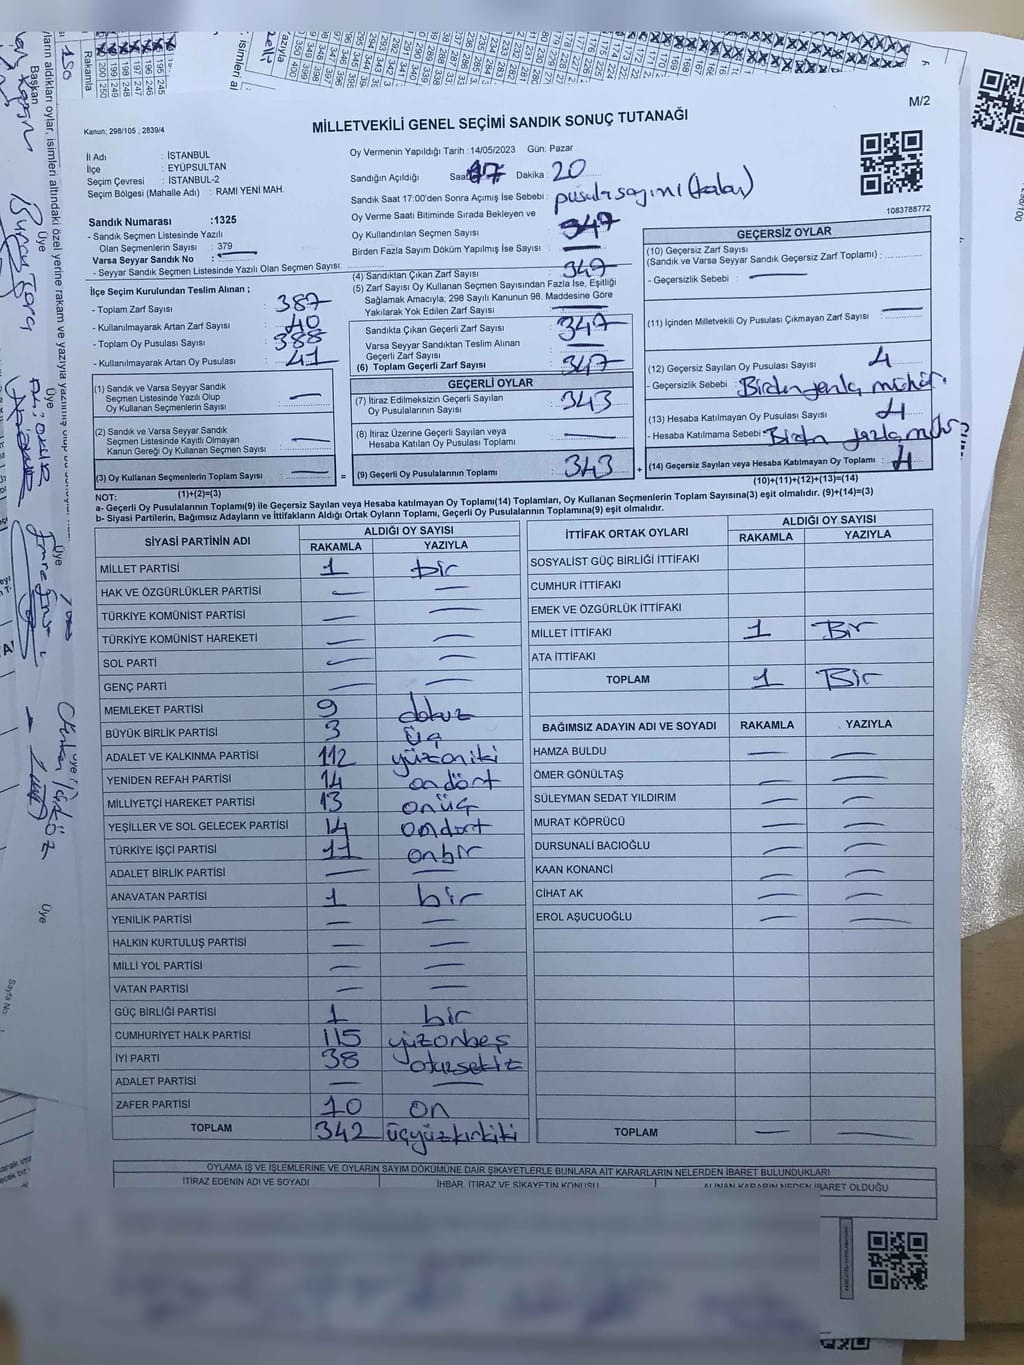 M/2
Kanun; 298/105 , 2839/4
MİLLETVEKİLİ GENEL SEÇİMİ SANDIK SONUÇ TUTANAĞI
İl Adı : İSTANBUL
İlçe : EYÜPSULTAN
Seçim Çevresi : İSTANBUL-2
Seçim Bölgesi (Mahalle Adı) : RAMI YENİ MAH.
Sandık Numarası :1325
- Sandık Seçmen Listesinde Yazılı
Olan Seçmenlerin Sayısı : 379
Varsa Seyyar Sandık No :
- Seyyar Sandık Seçmen Listesinde Yazılı Olan Seçmen Sayısı:
İlçe Seçim Kurulundan Teslim Alınan ;
- Toplam Zarf Sayısı : 387
- Kullanılmayarak Artan Zarf Sayısı : 40
- Toplam Oy Pusulası Sayısı : 388
- Kullanılmayarak Artan Oy Pusulası : 41
(1) Sandık ve Varsa Seyyar Sandık
Seçmen Listesinde Yazılı Olup
Oy Kullanan Seçmenlerin Sayısı : —
(2) Sandık ve Varsa Seyyar Sandık
Seçmen Listesinde Kayıtlı Olmayan
Kanun Gereği Oy Kullanan Seçmen Sayısı : —
(3) Oy Kullanan Seçmenlerin Toplam Sayısı : —
(1)+(2)=(3)
Oy Vermenin Yapıldığı Tarih : 14/05/2023 Gün: Pazar
Sandığın Açıldığı Saat: 17 Dakika : 20
Sandık Saat 17:00'den Sonra Açımış İse Sebebi : pusula sayımı
Oy Verme Saati Bitiminde Sırada Bekleyen ve
Oy Kullandırılan Seçmen Sayısı : 347
Birden Fazla Sayım Döküm Yapılmış İse Sayısı : —
(4) Sandıktan Çıkan Zarf Sayısı : 347
(5) Zarf Sayısı Oy Kullanan Seçmen Sayısından Fazla İse, Eşitliği
Sağlamak Amacıyla; 298 Sayılı Kanunun 98. Maddesine Göre
Yakılarak Yok Edilen Zarf Sayısı : —
Sandıkta Çıkan Geçerli Zarf Sayısı : 347
Varsa Seyyar Sandıktan Teslim Alınan
Geçerli Zarf Sayısı : —
(6) Toplam Geçerli Zarf Sayısı : 347
GEÇERLİ OYLAR
(7) İtiraz Edilmeksizin Geçerli Sayılan
Oy Pusulalarının Sayısı : 343
(8) İtiraz Üzerine Geçerli Sayılan veya
Hesaba Katılan Oy Pusulası Toplamı : —
= (9) Geçerli Oy Pusulalarının Toplamı : 343
1083788772
GEÇERSİZ OYLAR
(10) Geçersiz Zarf Sayısı
(Sandık ve Varsa Seyyar Sandık Geçersiz Zarf Toplamı) :
- Geçersizlik Sebebi : —
(11) İçinden Milletvekili Oy Pusulası Çıkmayan Zarf Sayısı : —
(12) Geçersiz Sayılan Oy Pusulası Sayısı : 4
- Geçersizlik Sebebi : Birden fazla mühür.
(13) Hesaba Katılmayan Oy Pusulası Sayısı : 4
- Hesaba Katılmama Sebebi : Birden fazla mühür
+ (14) Geçersiz Sayılan veya Hesaba Katılmayan Oy Toplamı : 4
(10)+(11)+(12)+(13)=(14)
NOT:
a- Geçerli Oy Pusulalarının Toplamı(9) ile Geçersiz Sayılan veya Hesaba katılmayan Oy Toplamı(14) Toplamları, Oy Kullanan Seçmenlerin Toplam Sayısına(3) eşit olmalıdır. (9)+(14)=(3)
b- Siyasi Partilerin, Bağımsız Adayların ve İttifakların Aldığı Ortak Oyların Toplamı, Geçerli Oy Pusulalarının Toplamına(9) eşit olmalıdır.
SİYASİ PARTİNİN ADI ALDIĞI OY SAYISI
RAKAMLA YAZIYLA
MİLLET PARTİSİ 1 bir
HAK VE ÖZGÜRLÜKLER PARTİSİ — —
TÜRKİYE KOMÜNİST PARTİSİ — —
TÜRKİYE KOMÜNİST HAREKETİ — —
SOL PARTİ — —
GENÇ PARTİ — —
MEMLEKET PARTİSİ 9 dokuz
BÜYÜK BİRLİK PARTİSİ 3 üç
ADALET VE KALKINMA PARTİSİ 112 yüzoniki
YENİDEN REFAH PARTİSİ 14 ondört
MİLLİYETÇİ HAREKET PARTİSİ 13 onüç
YEŞİLLER VE SOL GELECEK PARTİSİ 14 ondört
TÜRKİYE İŞÇİ PARTİSİ 11 onbir
ADALET BİRLİK PARTİSİ — —
ANAVATAN PARTİSİ 1 bir
YENİLİK PARTİSİ — —
HALKIN KURTULUŞ PARTİSİ — —
MİLLİ YOL PARTİSİ — —
VATAN PARTİSİ — —
GÜÇ BİRLİĞİ PARTİSİ 1 bir
CUMHURİYET HALK PARTİSİ 115 yüzonbeş
İYİ PARTİ 38 otuzsekiz
ADALET PARTİSİ — —
ZAFER PARTİSİ 10 on
TOPLAM 342 üçyüzkırkiki
İTTİFAK ORTAK OYLARI ALDIĞI OY SAYISI
RAKAMLA YAZIYLA
SOSYALİST GÜÇ BİRLİĞİ İTTİFAKI
CUMHUR İTTİFAKI
EMEK VE ÖZGÜRLÜK İTTİFAKI
MİLLET İTTİFAKI 1 Bir
ATA İTTİFAKI
TOPLAM 1 Bir
BAĞIMSIZ ADAYIN ADI VE SOYADI RAKAMLA YAZIYLA
HAMZA BULDU — —
ÖMER GÖNÜLTAŞ — —
SÜLEYMAN SEDAT YILDIRIM — —
MURAT KÖPRÜCÜ — —
DURSUNALİ BACIOĞLU — —
KAAN KONANCİ — —
CİHAT AK — —
EROL AŞUCUOĞLU — —
TOPLAM — —
OYLAMA İŞ VE İŞLEMLERİNE VE OYLARIN SAYIM DÖKÜMÜNE DAİR ŞİKAYETLERLE BUNLARA AİT KARARLARIN NELERDEN İBARET BULUNDUKLARI
İTİRAZ EDENİN ADI VE SOYADI İHBAR, İTİRAZ VE ŞİKAYETİN KONUSU ALINAN KARARIN NEDEN İBARET OLDUĞU
Başkan
Üye
Üye
Üye
Üye
Üye
Rakamla
150
Sayfa No: